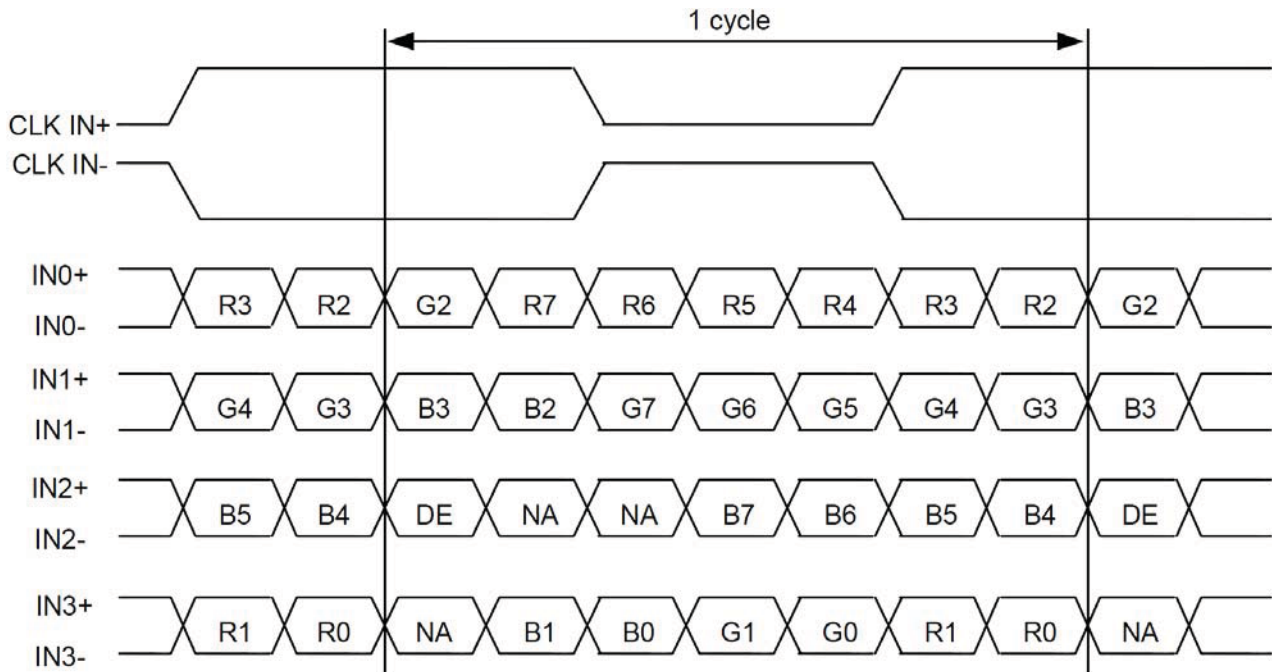 1 cycle
CLK IN+
CLK IN-
IN0+
R3 R2 G2 R7 R6 R5 R4 R3 R2 G2
IN0-
IN1+
G4 G3 B3 B2 G7 G6 G5 G4 G3 B3
IN1-
IN2+
B5 B4 DE NA NA B7 B6 B5 B4 DE
IN2-
IN3+
R1 R0 NA B1 B0 G1 G0 R1 R0 NA
IN3-